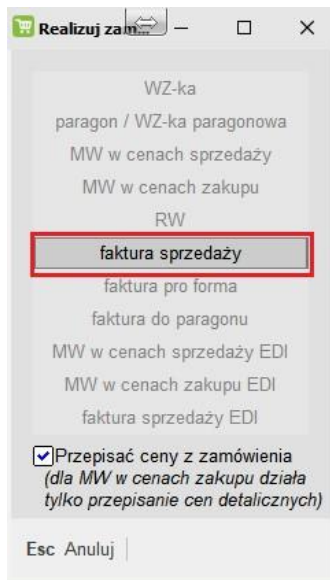 Realizuj zam...
WZ-ka
paragon / WZ-ka paragonowa
MW w cenach sprzedaży
MW w cenach zakupu
RW
faktura sprzedaży
faktura pro forma
faktura do paragonu
MW w cenach sprzedaży EDI
MW w cenach zakupu EDI
faktura sprzedaży EDI
Przepisać ceny z zamówienia
(dla MW w cenach zakupu działa
tylko przepisanie cen detalicznych)
Esc Anuluj